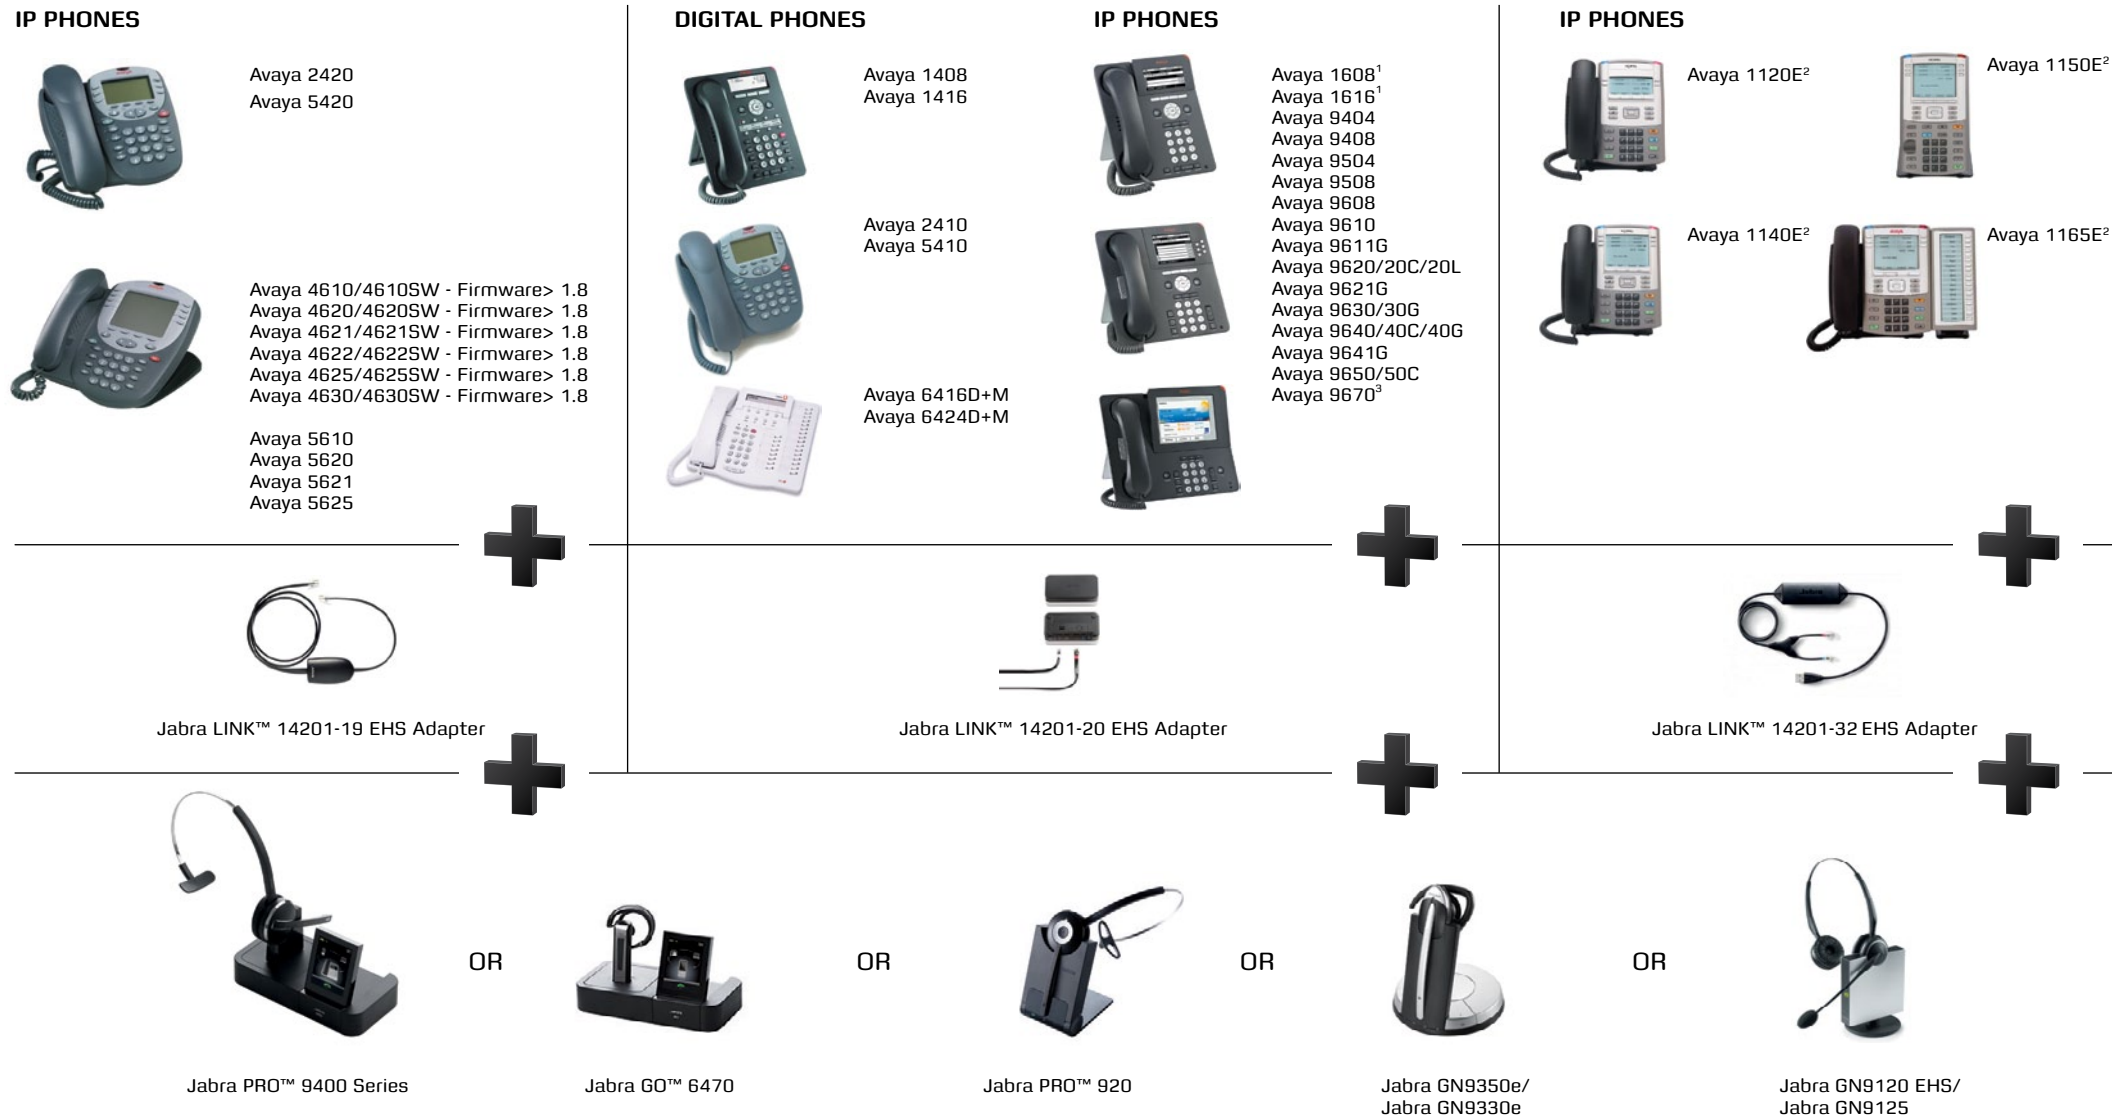 IP PHONES
Avaya 2420
Avaya 5420
Avaya 4610/4610SW - Firmware> 1.8
Avaya 4620/4620SW - Firmware> 1.8
Avaya 4621/4621SW - Firmware> 1.8
Avaya 4622/4622SW - Firmware> 1.8
Avaya 4625/4625SW - Firmware> 1.8
Avaya 4630/4630SW - Firmware> 1.8
Avaya 5610
Avaya 5620
Avaya 5621
Avaya 5625
DIGITAL PHONES
Avaya 1408
Avaya 1416
Avaya 2410
Avaya 5410
Avaya 6416D+M
Avaya 6424D+M
IP PHONES
Avaya 1608¹
Avaya 1616¹
Avaya 9404
Avaya 9408
Avaya 9504
Avaya 9508
Avaya 9608
Avaya 9610
Avaya 9611G
Avaya 9620/20C/20L
Avaya 9621G
Avaya 9630/30G
Avaya 9640/40C/40G
Avaya 9641G
Avaya 9650/50C
Avaya 9670³
IP PHONES
Avaya 1120E²
Avaya 1150E²
Avaya 1140E²
Avaya 1165E²
Jabra LINK™ 14201-19 EHS Adapter
Jabra LINK™ 14201-20 EHS Adapter
Jabra
Jabra LINK™ 14201-32 EHS Adapter
OR
OR
OR
OR
Jabra PRO™ 9400 Series
Jabra GO™ 6470
Jabra PRO™ 920
Jabra GN9350e/
Jabra GN9330e
Jabra GN9120 EHS/
Jabra GN9125